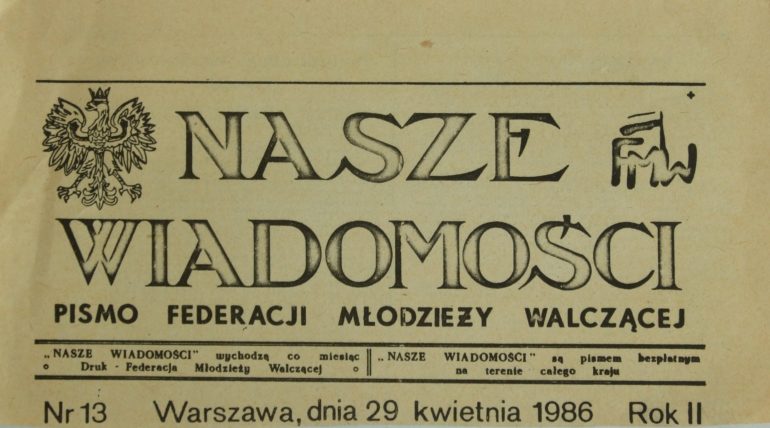 NASZE
FMW
WIADOMOŚCI
PISMO FEDERACJI MŁODZIEŻY WALCZĄCEJ
„NASZE WIADOMOŚCI” wychodzą co miesiąc
Druk - Federacja Młodzieży Walczącej
„NASZE WIADOMOŚCI” są pismem bezpłatnym
na terenie całego kraju
Nr 13 Warszawa, dnia 29 kwietnia 1986 Rok II